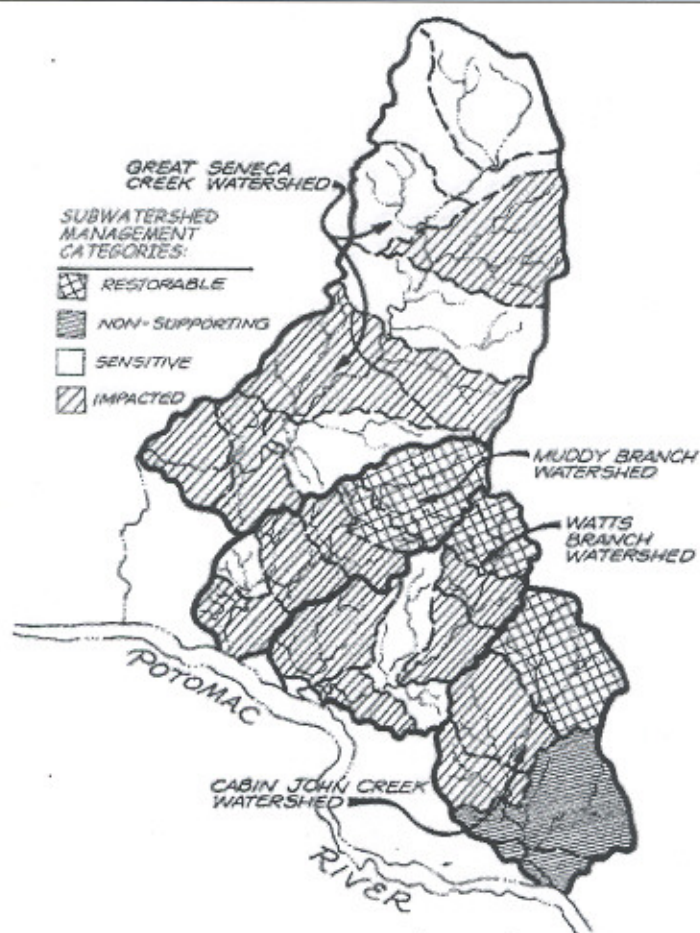 GREAT SENECA
CREEK WATERSHED
SUBWATERSHED
MANAGEMENT
CATEGORIES:
RESTORABLE
NON-SUPPORTING
SENSITIVE
IMPACTED
MUDDY BRANCH
WATERSHED
WATTS
BRANCH
WATERSHED
POTOMAC
CABIN JOHN CREEK
WATERSHED
RIVER